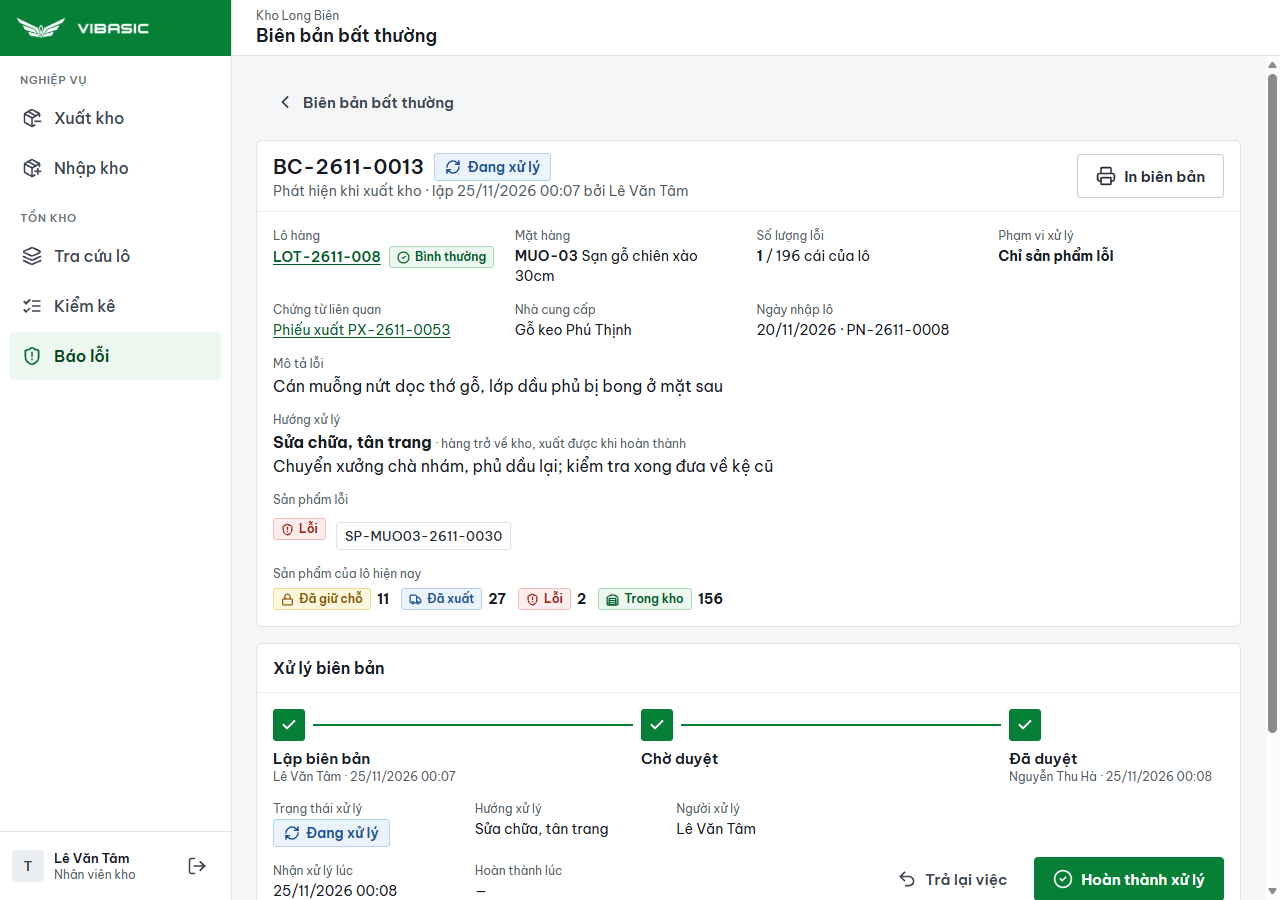 VIBASIC
Kho Long Biên
Biên bản bất thường
NGHIỆP VỤ
Xuất kho
Nhập kho
TỒN KHO
Tra cứu lô
Kiểm kê
Báo lỗi
T
Lê Văn Tâm
Nhân viên kho
Biên bản bất thường
BC-2611-0013 Đang xử lý
Phát hiện khi xuất kho · lập 25/11/2026 00:07 bởi Lê Văn Tâm
In biên bản
Lô hàng
LOT-2611-008 Bình thường
Mặt hàng
MUO-03 Sạn gỗ chiên xào
30cm
Số lượng lỗi
1 / 196 cái của lô
Phạm vi xử lý
Chỉ sản phẩm lỗi
Chứng từ liên quan
Phiếu xuất PX-2611-0053
Nhà cung cấp
Gỗ keo Phú Thịnh
Ngày nhập lô
20/11/2026 · PN-2611-0008
Mô tả lỗi
Cán muỗng nứt dọc thớ gỗ, lớp dầu phủ bị bong ở mặt sau
Hướng xử lý
Sửa chữa, tân trang · hàng trở về kho, xuất được khi hoàn thành
Chuyển xưởng chà nhám, phủ dầu lại; kiểm tra xong đưa về kệ cũ
Sản phẩm lỗi
Lỗi SP-MUO03-2611-0030
Sản phẩm của lô hiện nay
Đã giữ chỗ 11 Đã xuất 27 Lỗi 2 Trong kho 156
Xử lý biên bản
Lập biên bản
Lê Văn Tâm · 25/11/2026 00:07
Chờ duyệt
Đã duyệt
Nguyễn Thu Hà · 25/11/2026 00:08
Trạng thái xử lý
Đang xử lý
Hướng xử lý
Sửa chữa, tân trang
Người xử lý
Lê Văn Tâm
Nhận xử lý lúc
25/11/2026 00:08
Hoàn thành lúc
—
Trả lại việc
Hoàn thành xử lý